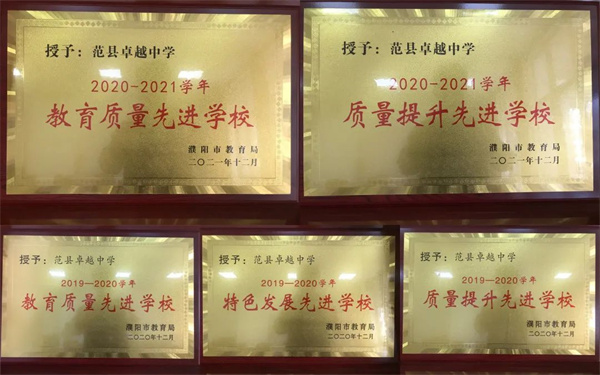 授予：范县卓越中学
2020-2021学年
教育质量先进学校
濮阳市教育局
二〇二一年十二月
授予：范县卓越中学
2020-2021学年
质量提升先进学校
濮阳市教育局
二〇二一年十二月
授予：范县卓越中学
2019—2020学年
教育质量先进学校
濮阳市教育局
二〇二〇年十二月
授予：范县卓越中学
2019—2020学年
特色发展先进学校
濮阳市教育局
二〇二〇年十二月
授予：范县卓越中学
2019—2020学年
质量提升先进学校
濮阳市教育局
二〇二〇年十二月